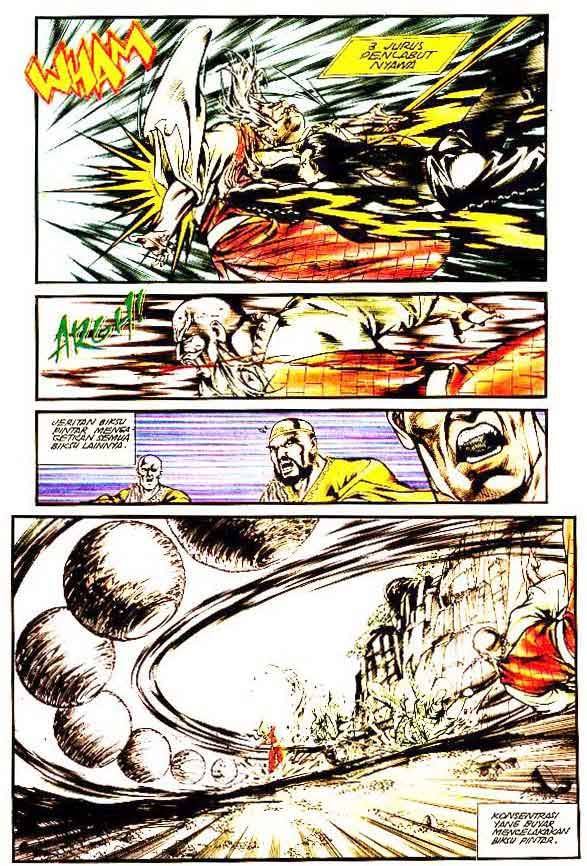 WHAM
3 JURUS
PENCABUT
NYAWA
ARGH!
JERITAN BIKSU
PINTAR MENGA-
GETKAN SEMUA
BIKSU LAINNYA.
KONSENTRASI
YANG BUYAR
MENCELAKAKAN
BIKSU PINTAR.